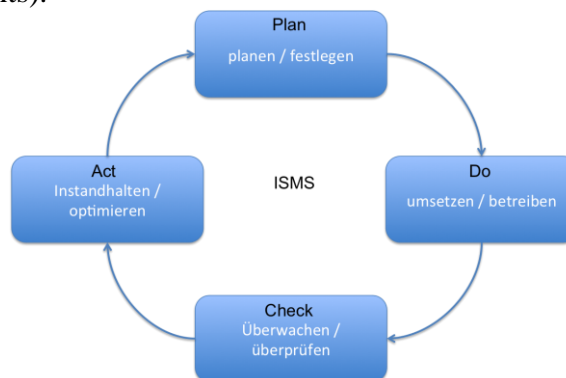 Plan
planen / festlegen
Act
Instandhalten /
optimieren
ISMS
Do
umsetzen / betreiben
Check
Überwachen /
überprüfen